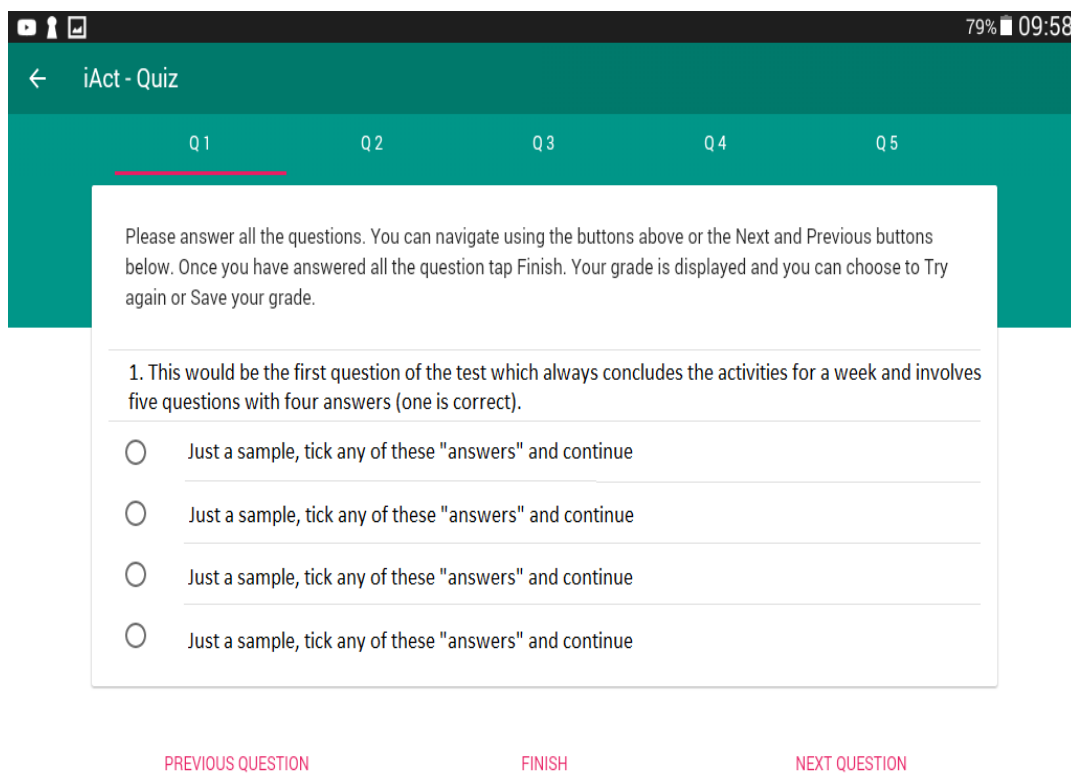 79% 09:58
iAct - Quiz
Q 1 Q 2 Q 3 Q 4 Q 5
Please answer all the questions. You can navigate using the buttons above or the Next and Previous buttons
below. Once you have answered all the question tap Finish. Your grade is displayed and you can choose to Try
again or Save your grade.
1. This would be the first question of the test which always concludes the activities for a week and involves
five questions with four answers (one is correct).
Just a sample, tick any of these "answers" and continue
Just a sample, tick any of these "answers" and continue
Just a sample, tick any of these "answers" and continue
Just a sample, tick any of these "answers" and continue
PREVIOUS QUESTION FINISH NEXT QUESTION